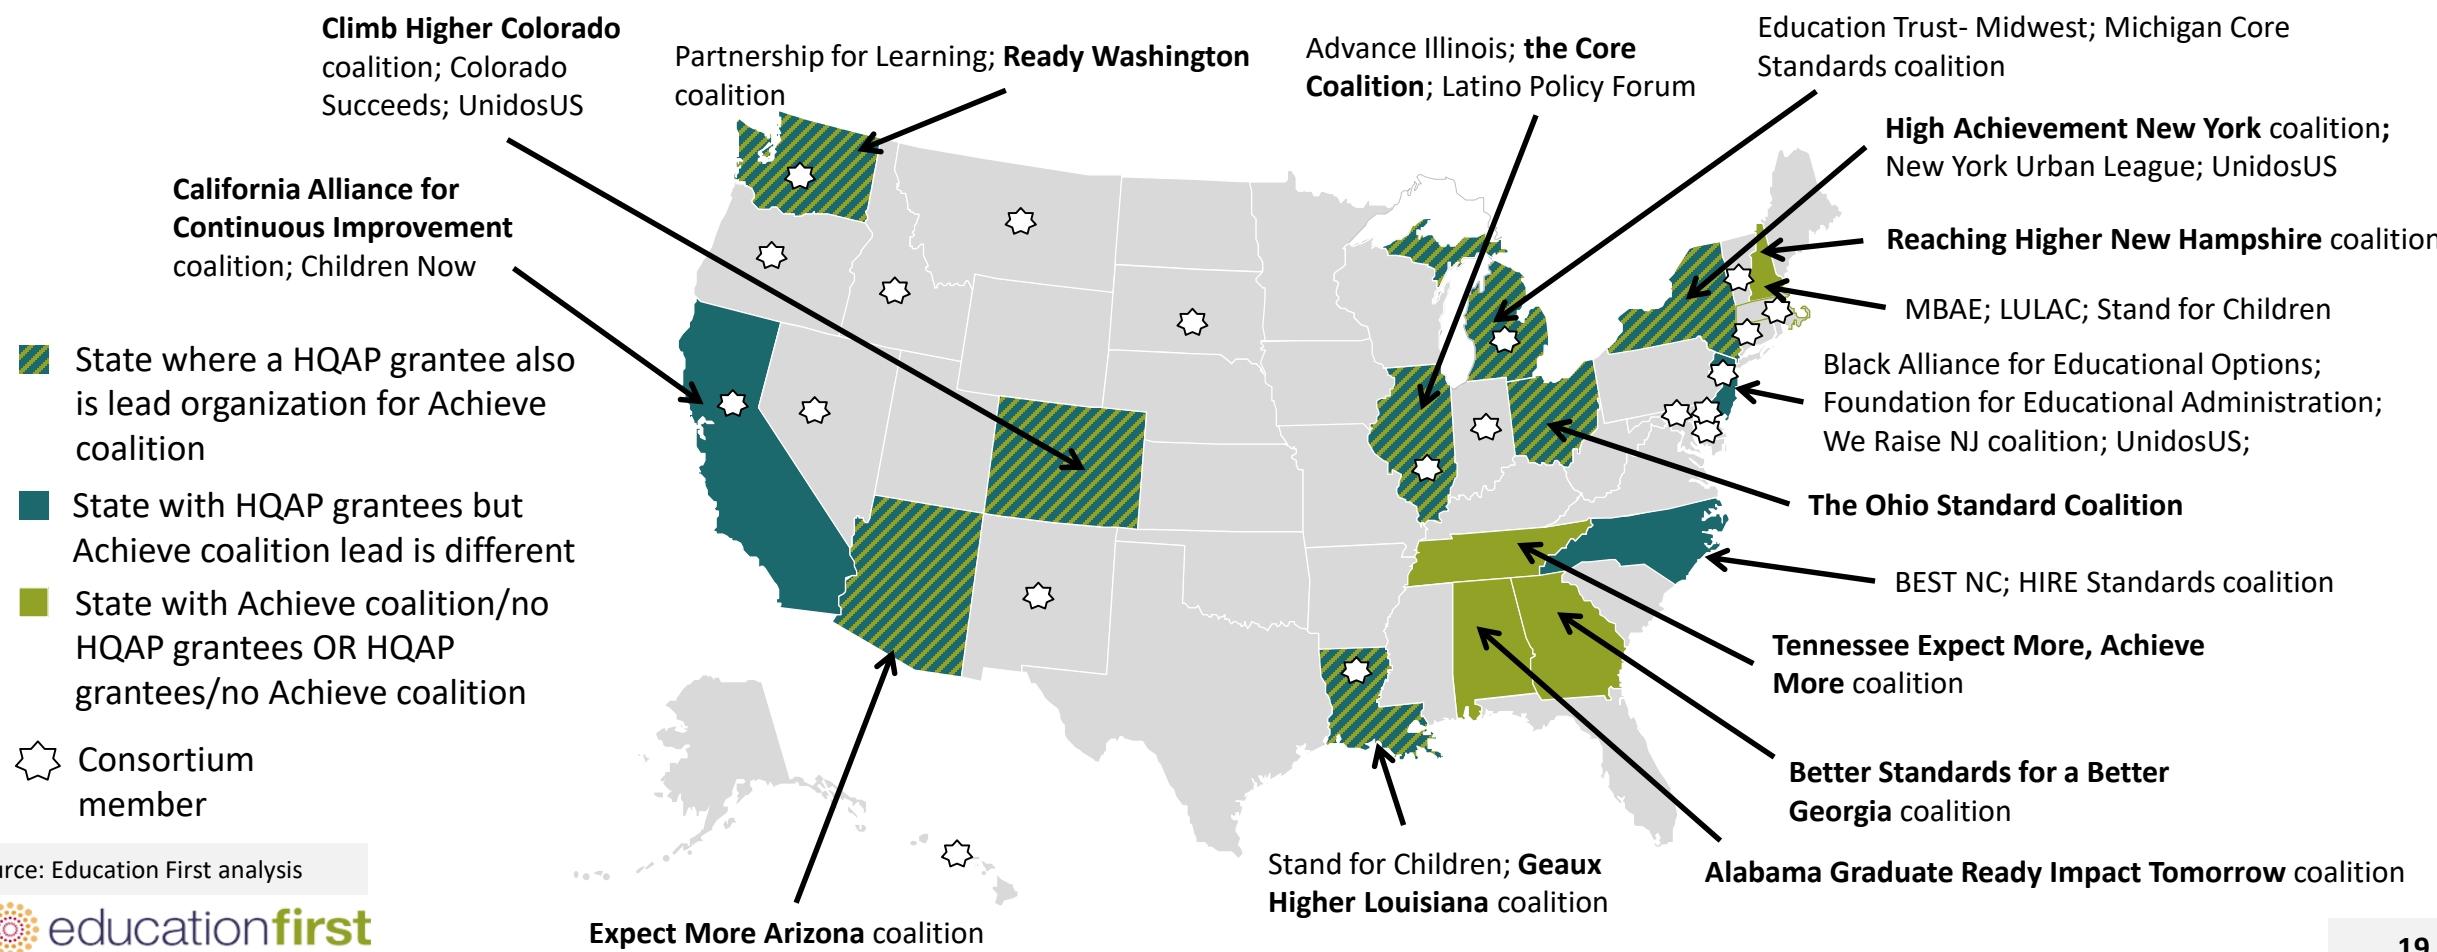 Climb Higher Colorado
coalition; Colorado
Succeeds; UnidosUS
Partnership for Learning; Ready Washington
coalition
Advance Illinois; the Core
Coalition; Latino Policy Forum
Education Trust- Midwest; Michigan Core
Standards coalition
High Achievement New York coalition;
New York Urban League; UnidosUS
California Alliance for
Continuous Improvement
coalition; Children Now
Reaching Higher New Hampshire coalition
MBAE; LULAC; Stand for Children
State where a HQAP grantee also
is lead organization for Achieve
coalition
Black Alliance for Educational Options;
Foundation for Educational Administration;
We Raise NJ coalition; UnidosUS;
State with HQAP grantees but
Achieve coalition lead is different
The Ohio Standard Coalition
State with Achieve coalition/no
HQAP grantees OR HQAP
grantees/no Achieve coalition
BEST NC; HIRE Standards coalition
Tennessee Expect More, Achieve
More coalition
Consortium
member
Better Standards for a Better
Georgia coalition
urce: Education First analysis
Stand for Children; Geaux
Higher Louisiana coalition
Alabama Graduate Ready Impact Tomorrow coalition
educationfirst
Expect More Arizona coalition
19